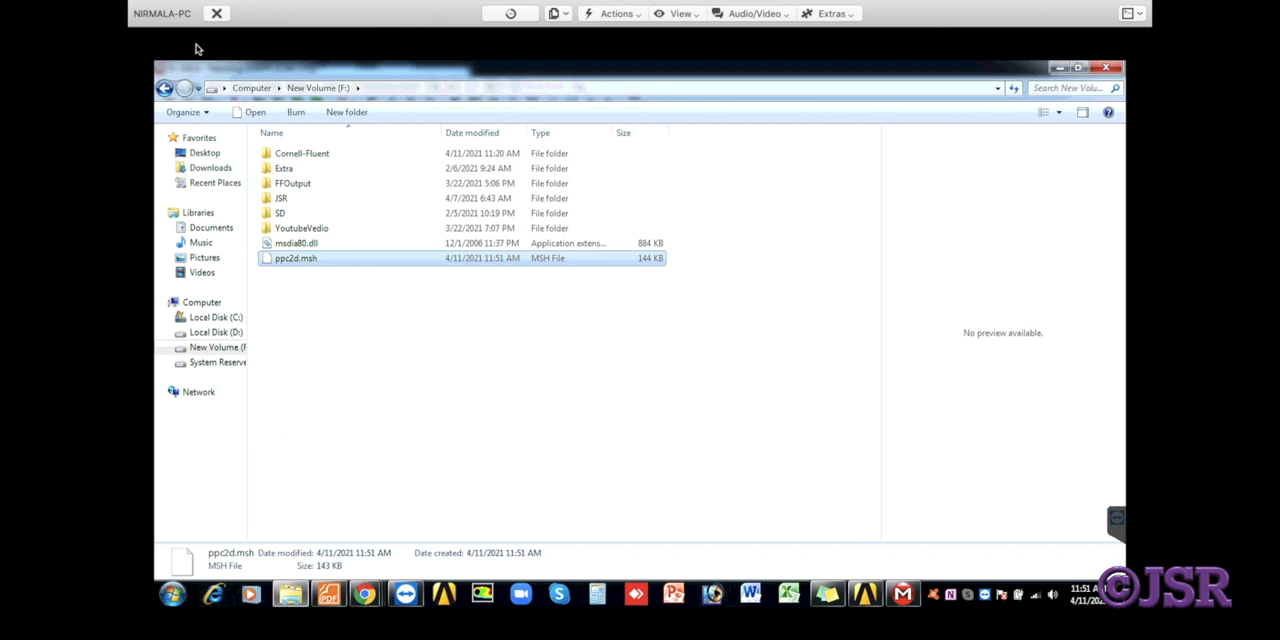 NIRMALA-PC
Actions
View
Audio/Video
Extras
Computer
New Volume (F:)
Search New Volu...
Organize
Open
Burn
New folder
Name
Date modified
Type
Size
Favorites
Desktop
Downloads
Recent Places
Libraries
Documents
Music
Pictures
Videos
Computer
Local Disk (C:)
Local Disk (D:)
New Volume (F
System Reserve
Network
Cornell-Fluent 4/11/2021 11:20 AM File folder
Extra 2/6/2021 9:24 AM File folder
FFOutput 3/22/2021 5:06 PM File folder
JSR 4/7/2021 6:43 AM File folder
SD 2/5/2021 10:19 PM File folder
YoutubeVedio 3/22/2021 7:07 PM File folder
msdia80.dll 12/1/2006 11:37 PM Application extens... 884 KB
ppc2d.msh 4/11/2021 11:51 AM MSH File 144 KB
No preview available.
ppc2d.msh Date modified: 4/11/2021 11:51 AM Date created: 4/11/2021 11:51 AM
MSH File Size: 143 KB
PDF
11:51 A
4/11/202
©JSR